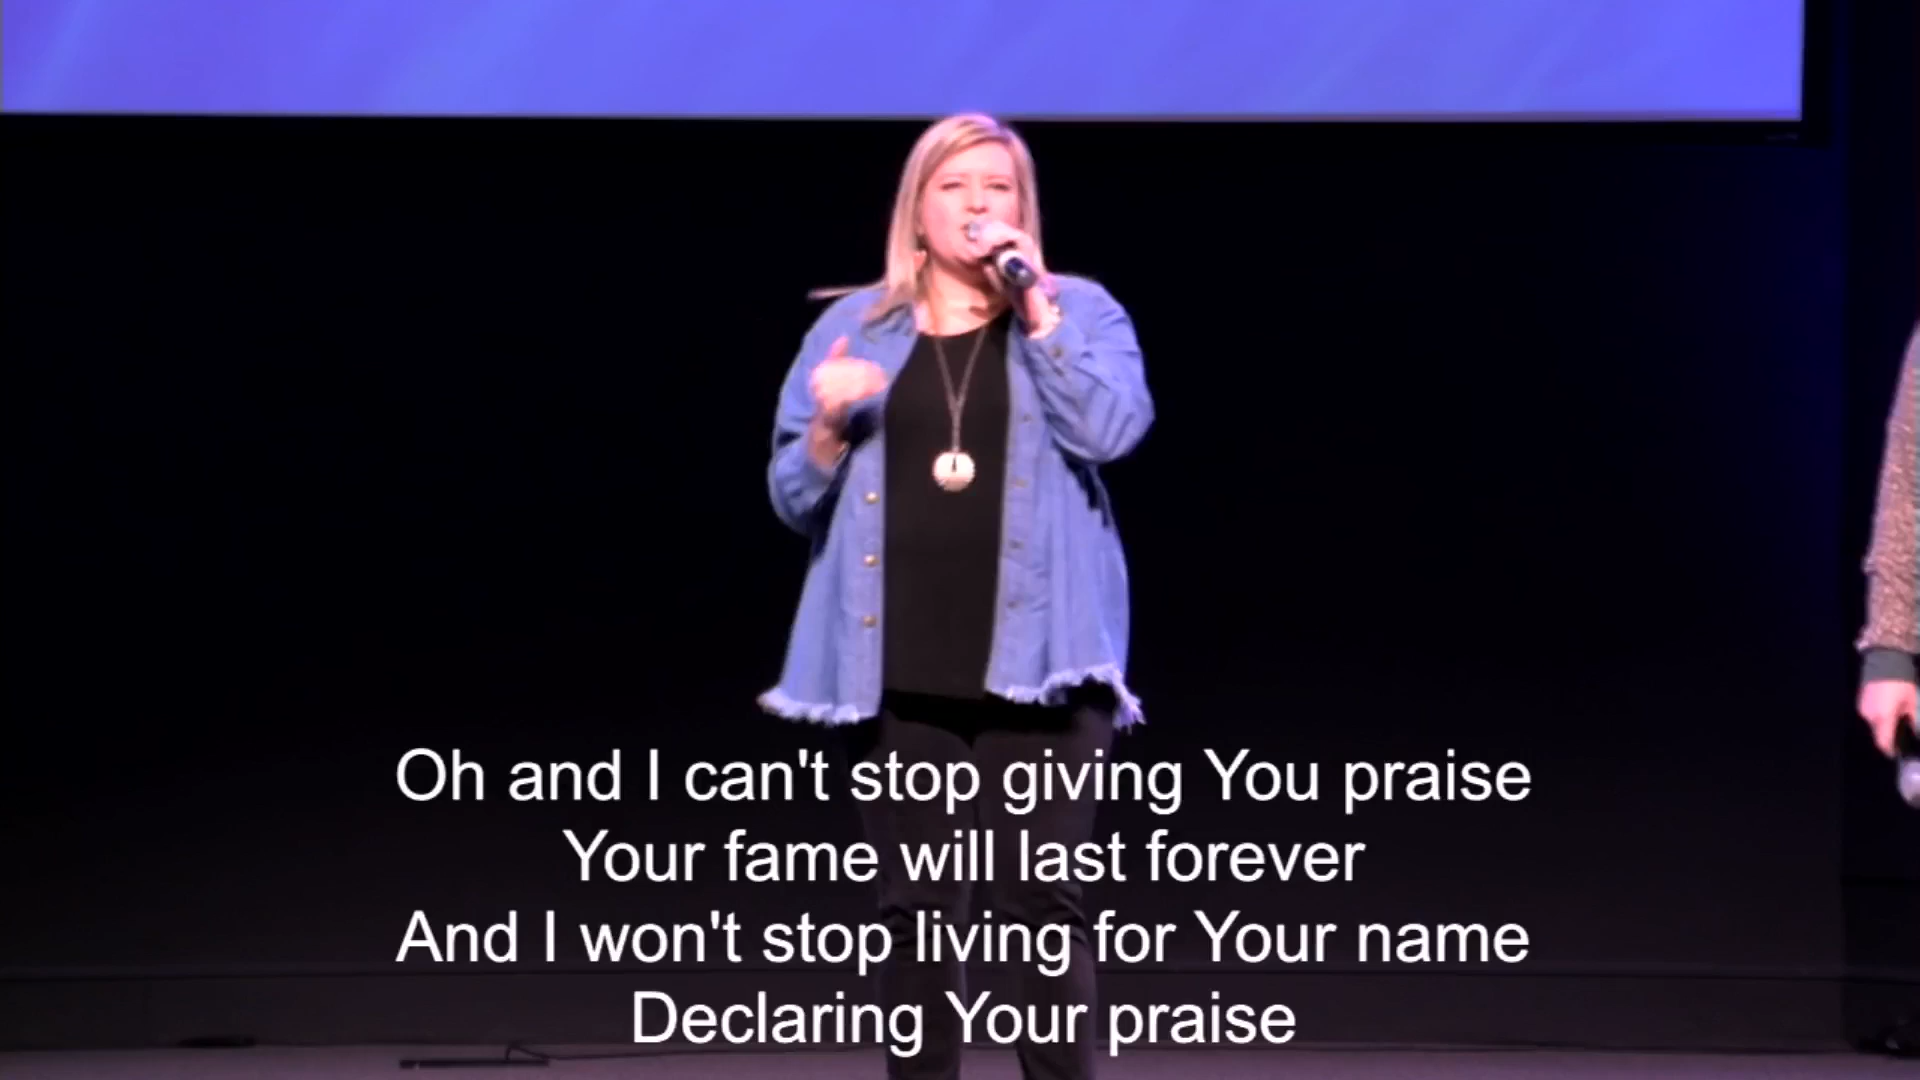 Oh and I can't stop giving You praise
Your fame will last forever
And I won't stop living for Your name
Declaring Your praise